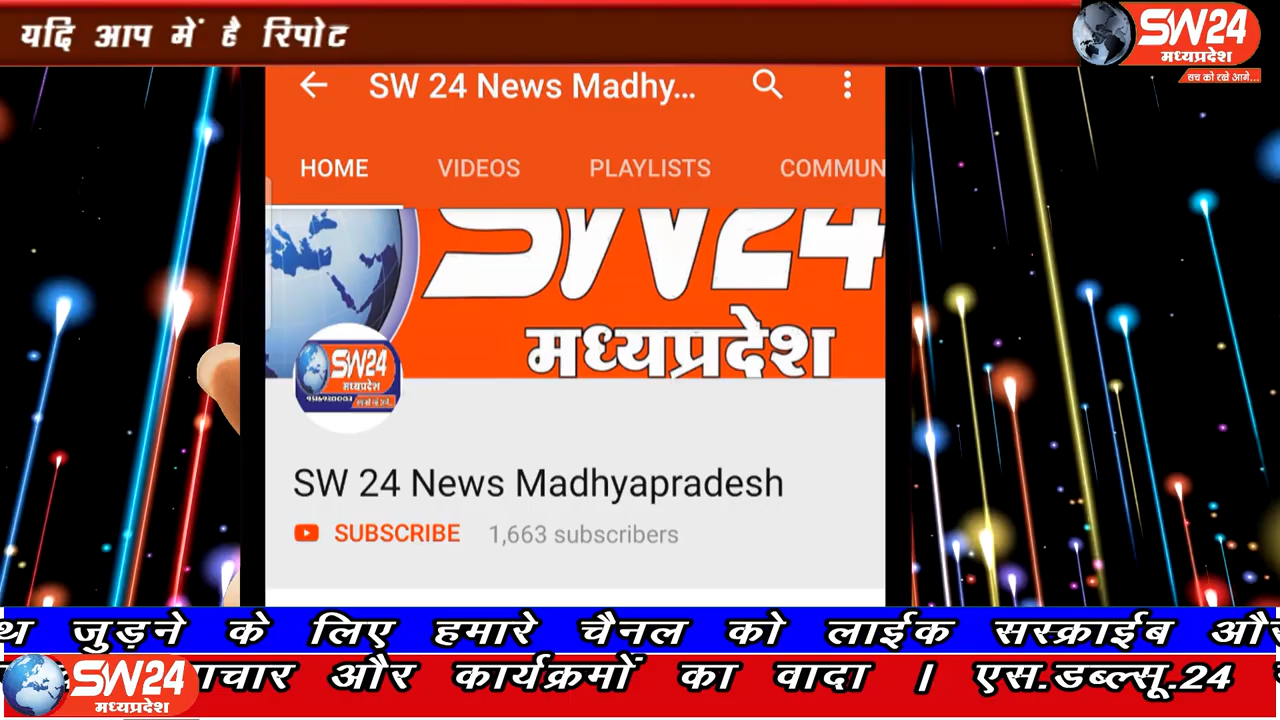 यदि आप में है रिपोट
SW24
मध्यप्रदेश
सच को रखे आगे...
SW 24 News Madhy...
HOME VIDEOS PLAYLISTS COMMUN
SW24
मध्यप्रदेश
SW24
मध्यप्रदेश
SW 24 News Madhyapradesh
SUBSCRIBE 1,663 subscribers
थ जुड़ने के लिए हमारे चैनल को लाईक सस्क्राईब और
ाचार और कार्यक्रमों का वादा । एस.डब्ल्सू.24
SW24
मध्यप्रदेश